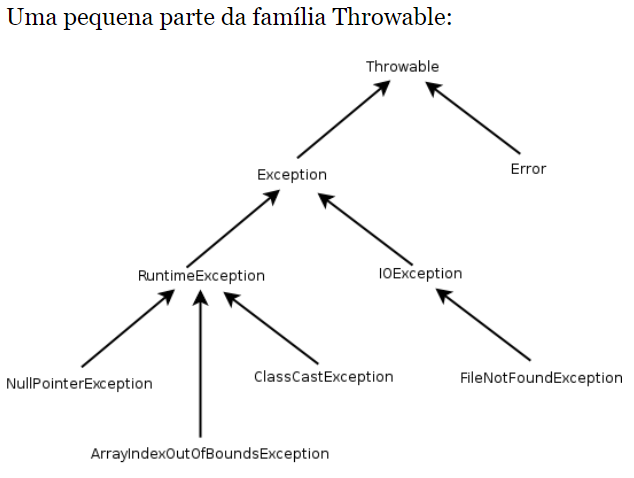 Uma pequena parte da família Throwable:
Throwable
Error
Exception
RuntimeException
IOException
NullPointerException
ClassCastException
FileNotFoundException
ArrayIndexOutOfBoundsException